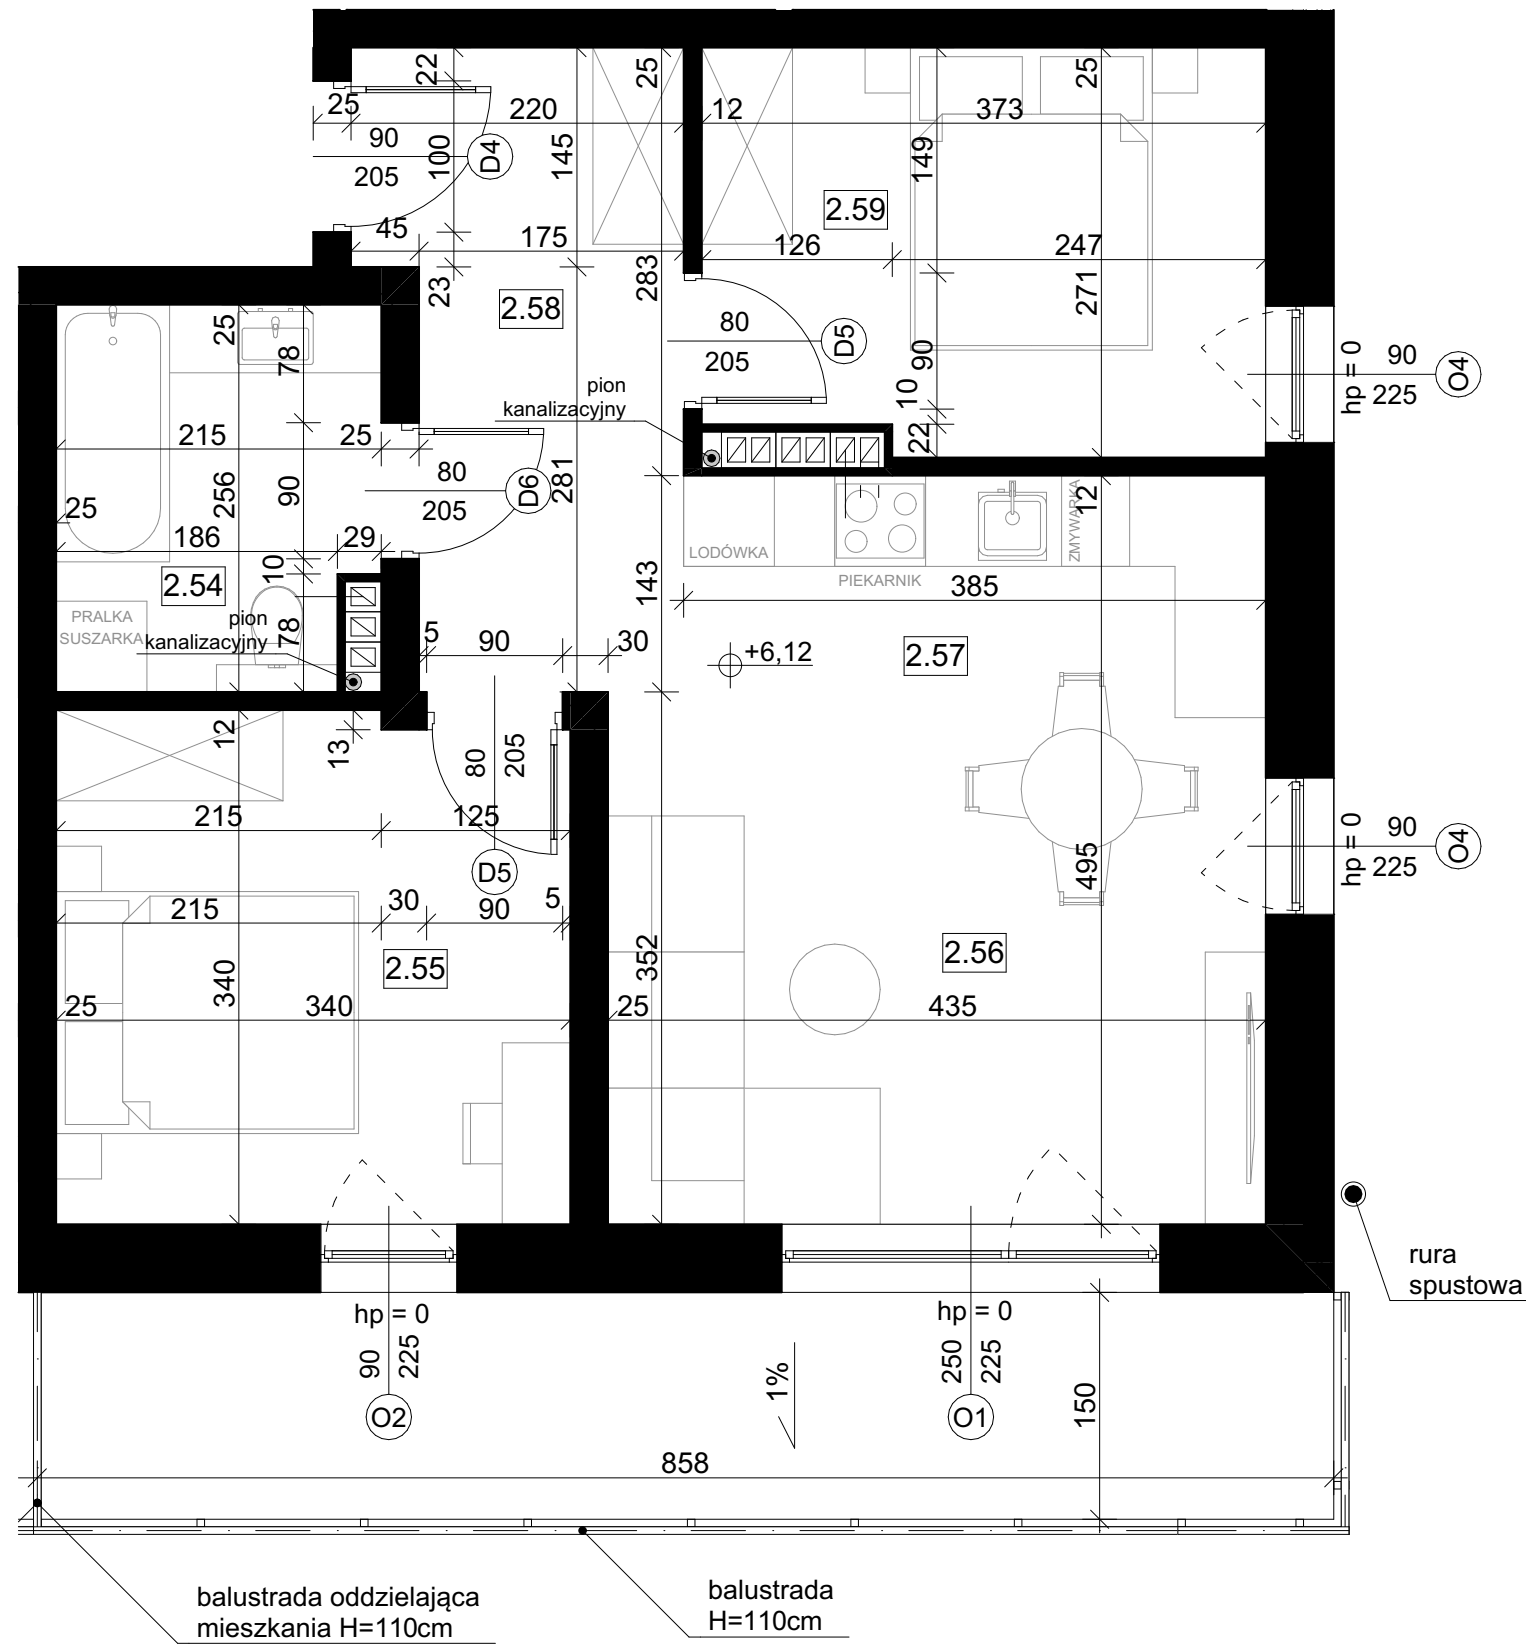 22
25
25
25
220
12
373
90
D4
100
145
149
205
2.59
45
175
126
247
23
283
271
2.58
25
78
80
D5
205
90
hp = 0
90
225
O4
pion
kanalizacyjny
10
215
25
22
80
205
D6
281
256
90
25
12
186
29
LODÓWKA
ZMYWARKA
PIEKARNIK
10
2.54
143
385
PRALKA
SUSZARKA
pion
kanalizacyjny
78
5
90
30
+6,12
2.57
12
13
80
205
215
125
hp = 0
90
225
O4
495
D5
215
30
90
5
2.55
352
2.56
340
25
340
25
435
rura
spustowa
hp = 0
90
225
O2
hp = 0
250
225
O1
1%
150
858
balustrada oddzielająca
mieszkania H=110cm
balustrada
H=110cm